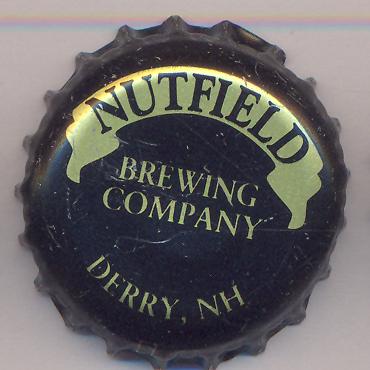 NUTFIELD
BREWING
COMPANY
DERRY, NH